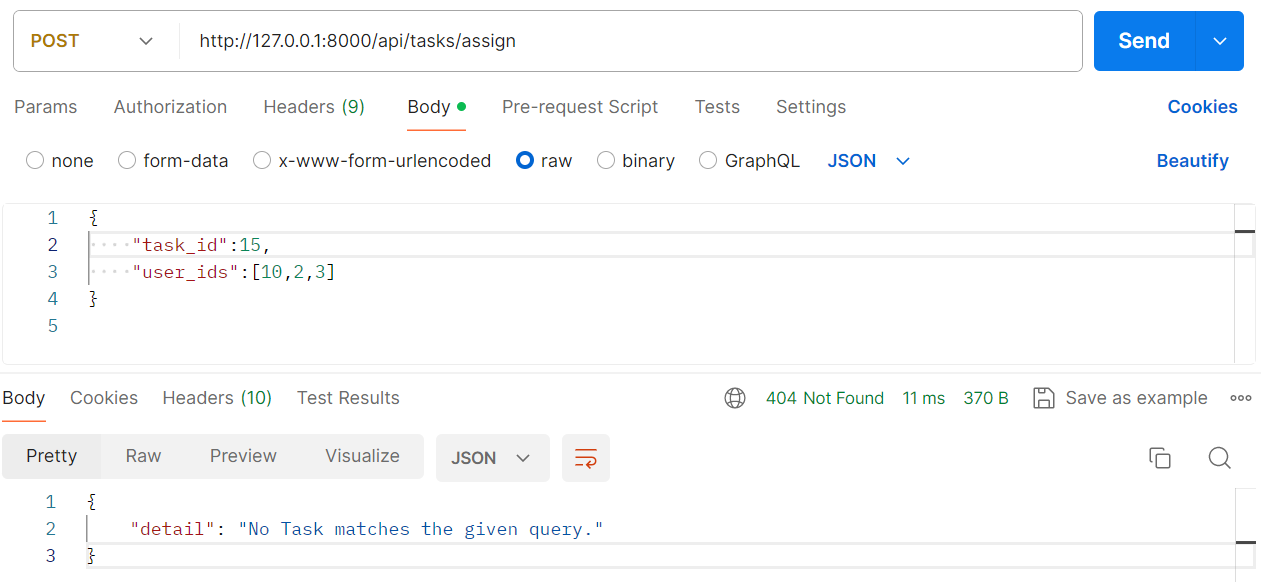 POST http://127.0.0.1:8000/api/tasks/assign Send
Params Authorization Headers (9) Body Pre-request Script Tests Settings Cookies
none form-data x-www-form-urlencoded raw binary GraphQL JSON Beautify
1 {
2 ····"task_id":15,
3 ····"user_ids":[10,2,3]
4 }
5
Body Cookies Headers (10) Test Results 404 Not Found 11 ms 370 B Save as example
Pretty Raw Preview Visualize JSON
1 {
2 "detail": "No Task matches the given query."
3 }